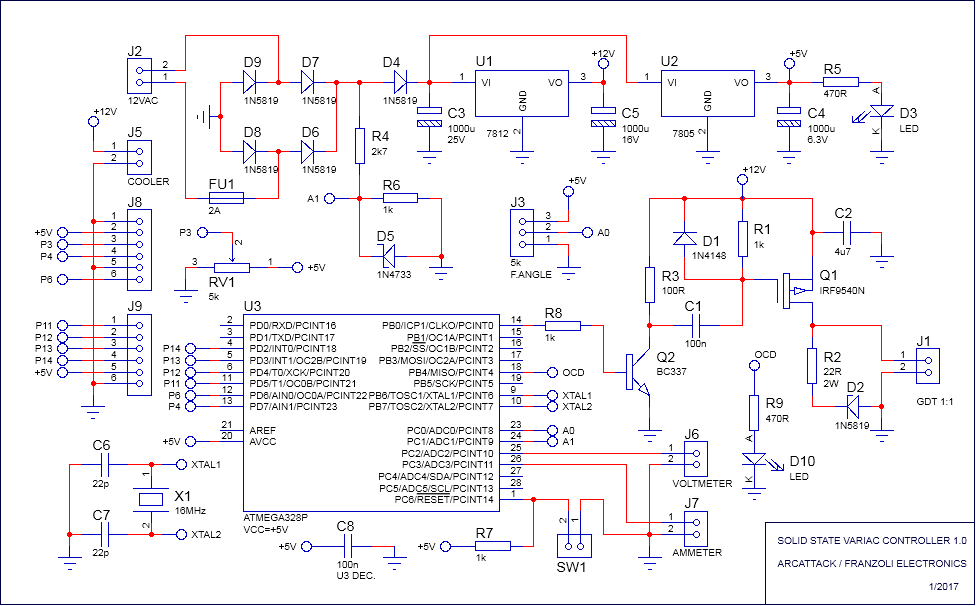 J2
2
1
12VAC
D9
1N5819
D7
1N5819
D8
1N5819
D6
1N5819
FU1
2A
D4
1N5819
R4
2k7
C3
1000u
25V
U1
1
VI
VO
3
GND
2
7812
+12V
C5
1000u
16V
U2
1
VI
VO
3
GND
2
7805
+5V
C4
1000u
6.3V
R5
470R
A
K
D3
LED
+12V
J5
1
2
COOLER
J8
1
2
3
4
5
6
+5V
P3
P4
P6
J9
1
2
3
4
5
6
P11
P12
P13
P14
+5V
P3
2
3
1
+5V
RV1
5k
A1
R6
1k
D5
1N4733
J3
3
2
1
+5V
A0
5k
F.ANGLE
+12V
D1
1N4148
R1
1k
C2
4u7
R3
100R
C1
100n
Q1
IRF9540N
Q2
BC337
R8
1k
R2
22R
2W
D2
1N5819
J1
1
2
GDT 1:1
OCD
R9
470R
A
K
D10
LED
U3
2 PD0/RXD/PCINT16
3 PD1/TXD/PCINT17
P14 4 PD2/INT0/PCINT18
P13 5 PD3/INT1/OC2B/PCINT19
P12 6 PD4/T0/XCK/PCINT20
P11 11 PD5/T1/OC0B/PCINT21
P6 12 PD6/AIN0/OC0A/PCINT22
P4 13 PD7/AIN1/PCINT23
21 AREF
+5V 20 AVCC
PB0/ICP1/CLKO/PCINT0 14
PB1/OC1A/PCINT1 15
PB2/SS/OC1B/PCINT2 16
PB3/MOSI/OC2A/PCINT3 17
PB4/MISO/PCINT4 18 OCD
PB5/SCK/PCINT5 19
PB6/TOSC1/XTAL1/PCINT6 9 XTAL1
PB7/TOSC2/XTAL2/PCINT7 10 XTAL2
PC0/ADC0/PCINT8 23 A0
PC1/ADC1/PCINT9 24 A1
PC2/ADC2/PCINT10 25
PC3/ADC3/PCINT11 26
PC4/ADC4/SDA/PCINT12 27
PC5/ADC5/SCL/PCINT13 28
PC6/RESET/PCINT14 1
ATMEGA328P
VCC=+5V
C6
22p
C7
22p
XTAL1
1
X1
16MHz
2
XTAL2
+5V
C8
100n
U3 DEC.
+5V
R7
1k
2
1
SW1
J6
1
2
VOLTMETER
J7
1
2
AMMETER
SOLID STATE VARIAC CONTROLLER 1.0
ARCATTACK / FRANZOLI ELECTRONICS
1/2017